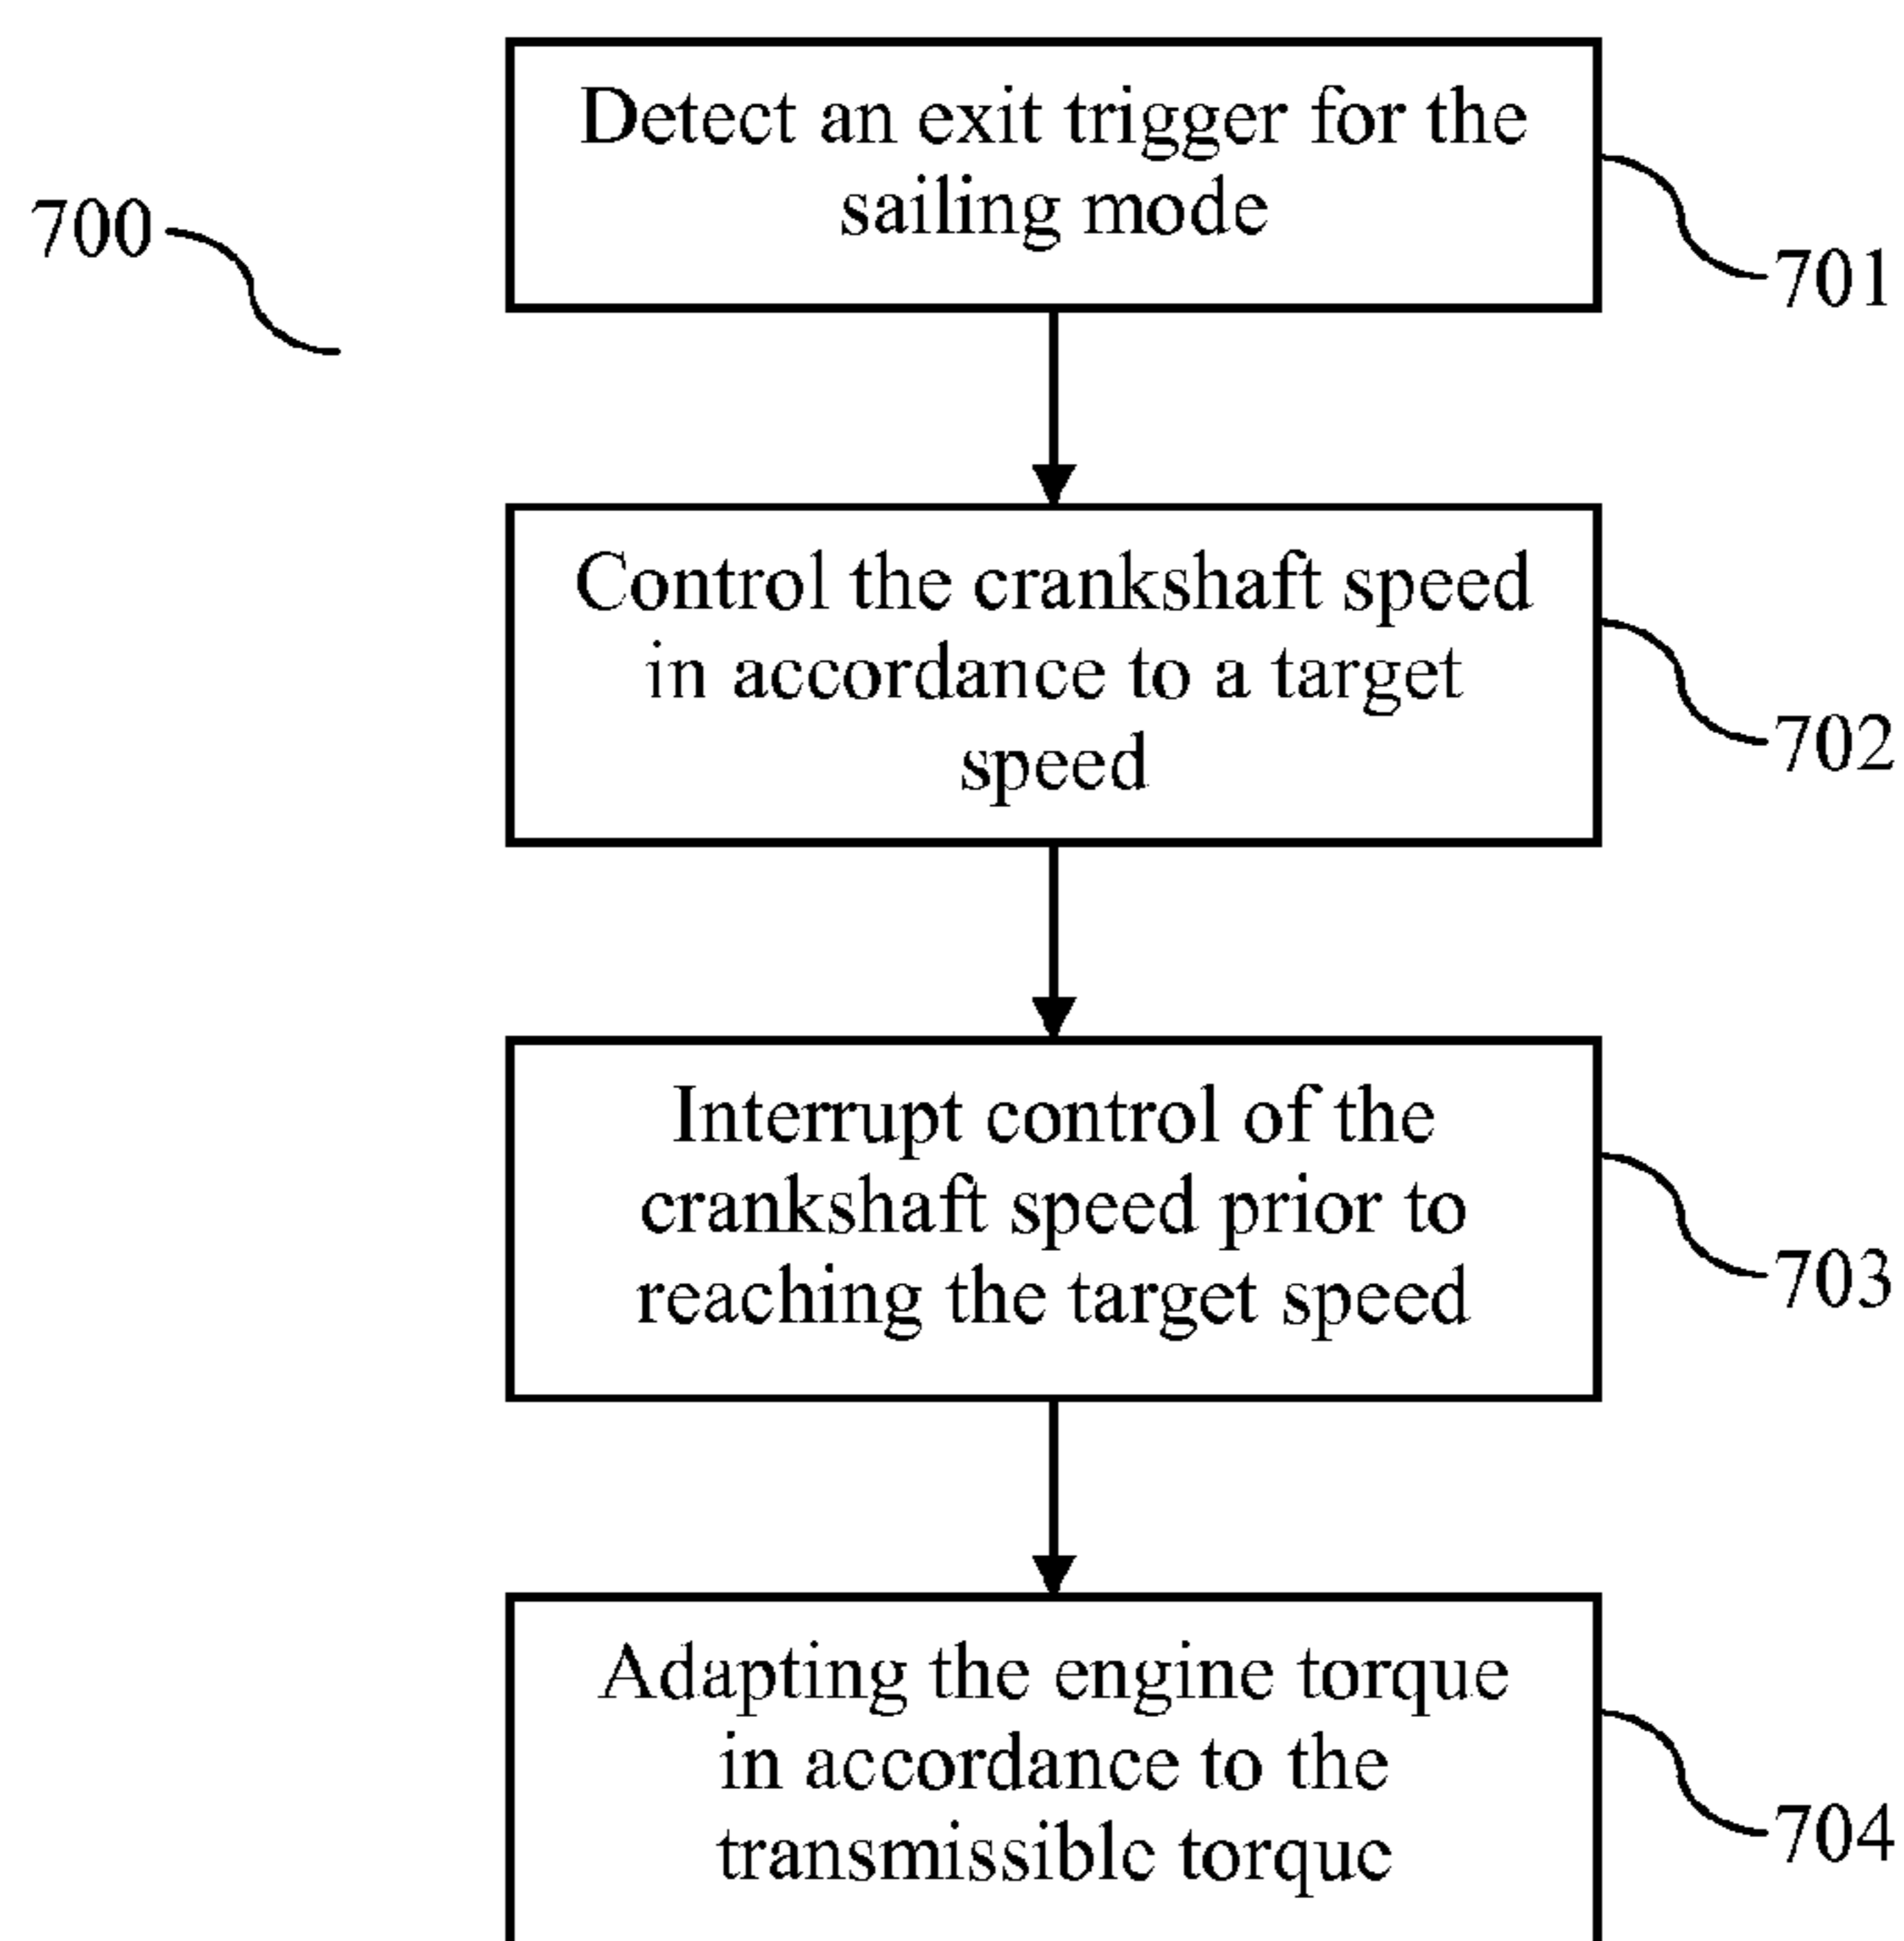 Detect an exit trigger for the
sailing mode
700
701
Control the crankshaft speed
in accordance to a target
speed
702
Interrupt control of the
crankshaft speed prior to
reaching the target speed
703
Adapting the engine torque
in accordance to the
transmissible torque
704